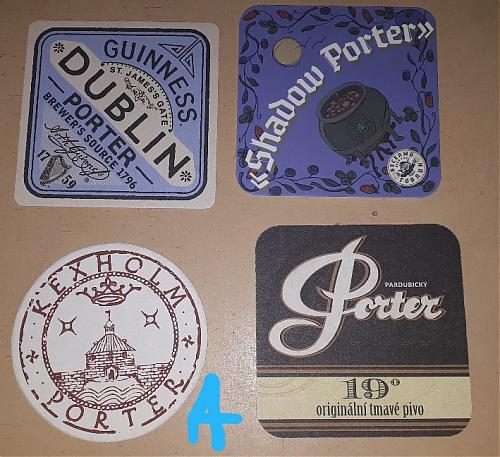 GUINNESS
DUBLIN
ST. JAMES'S GATE
PORTER
BREWER'S SOURCE 1796
17 59
«Shadow Porter»
KEXHOLM
PORTER
PARDUBICKÝ
Porter
19°
originální tmavé pivo
A